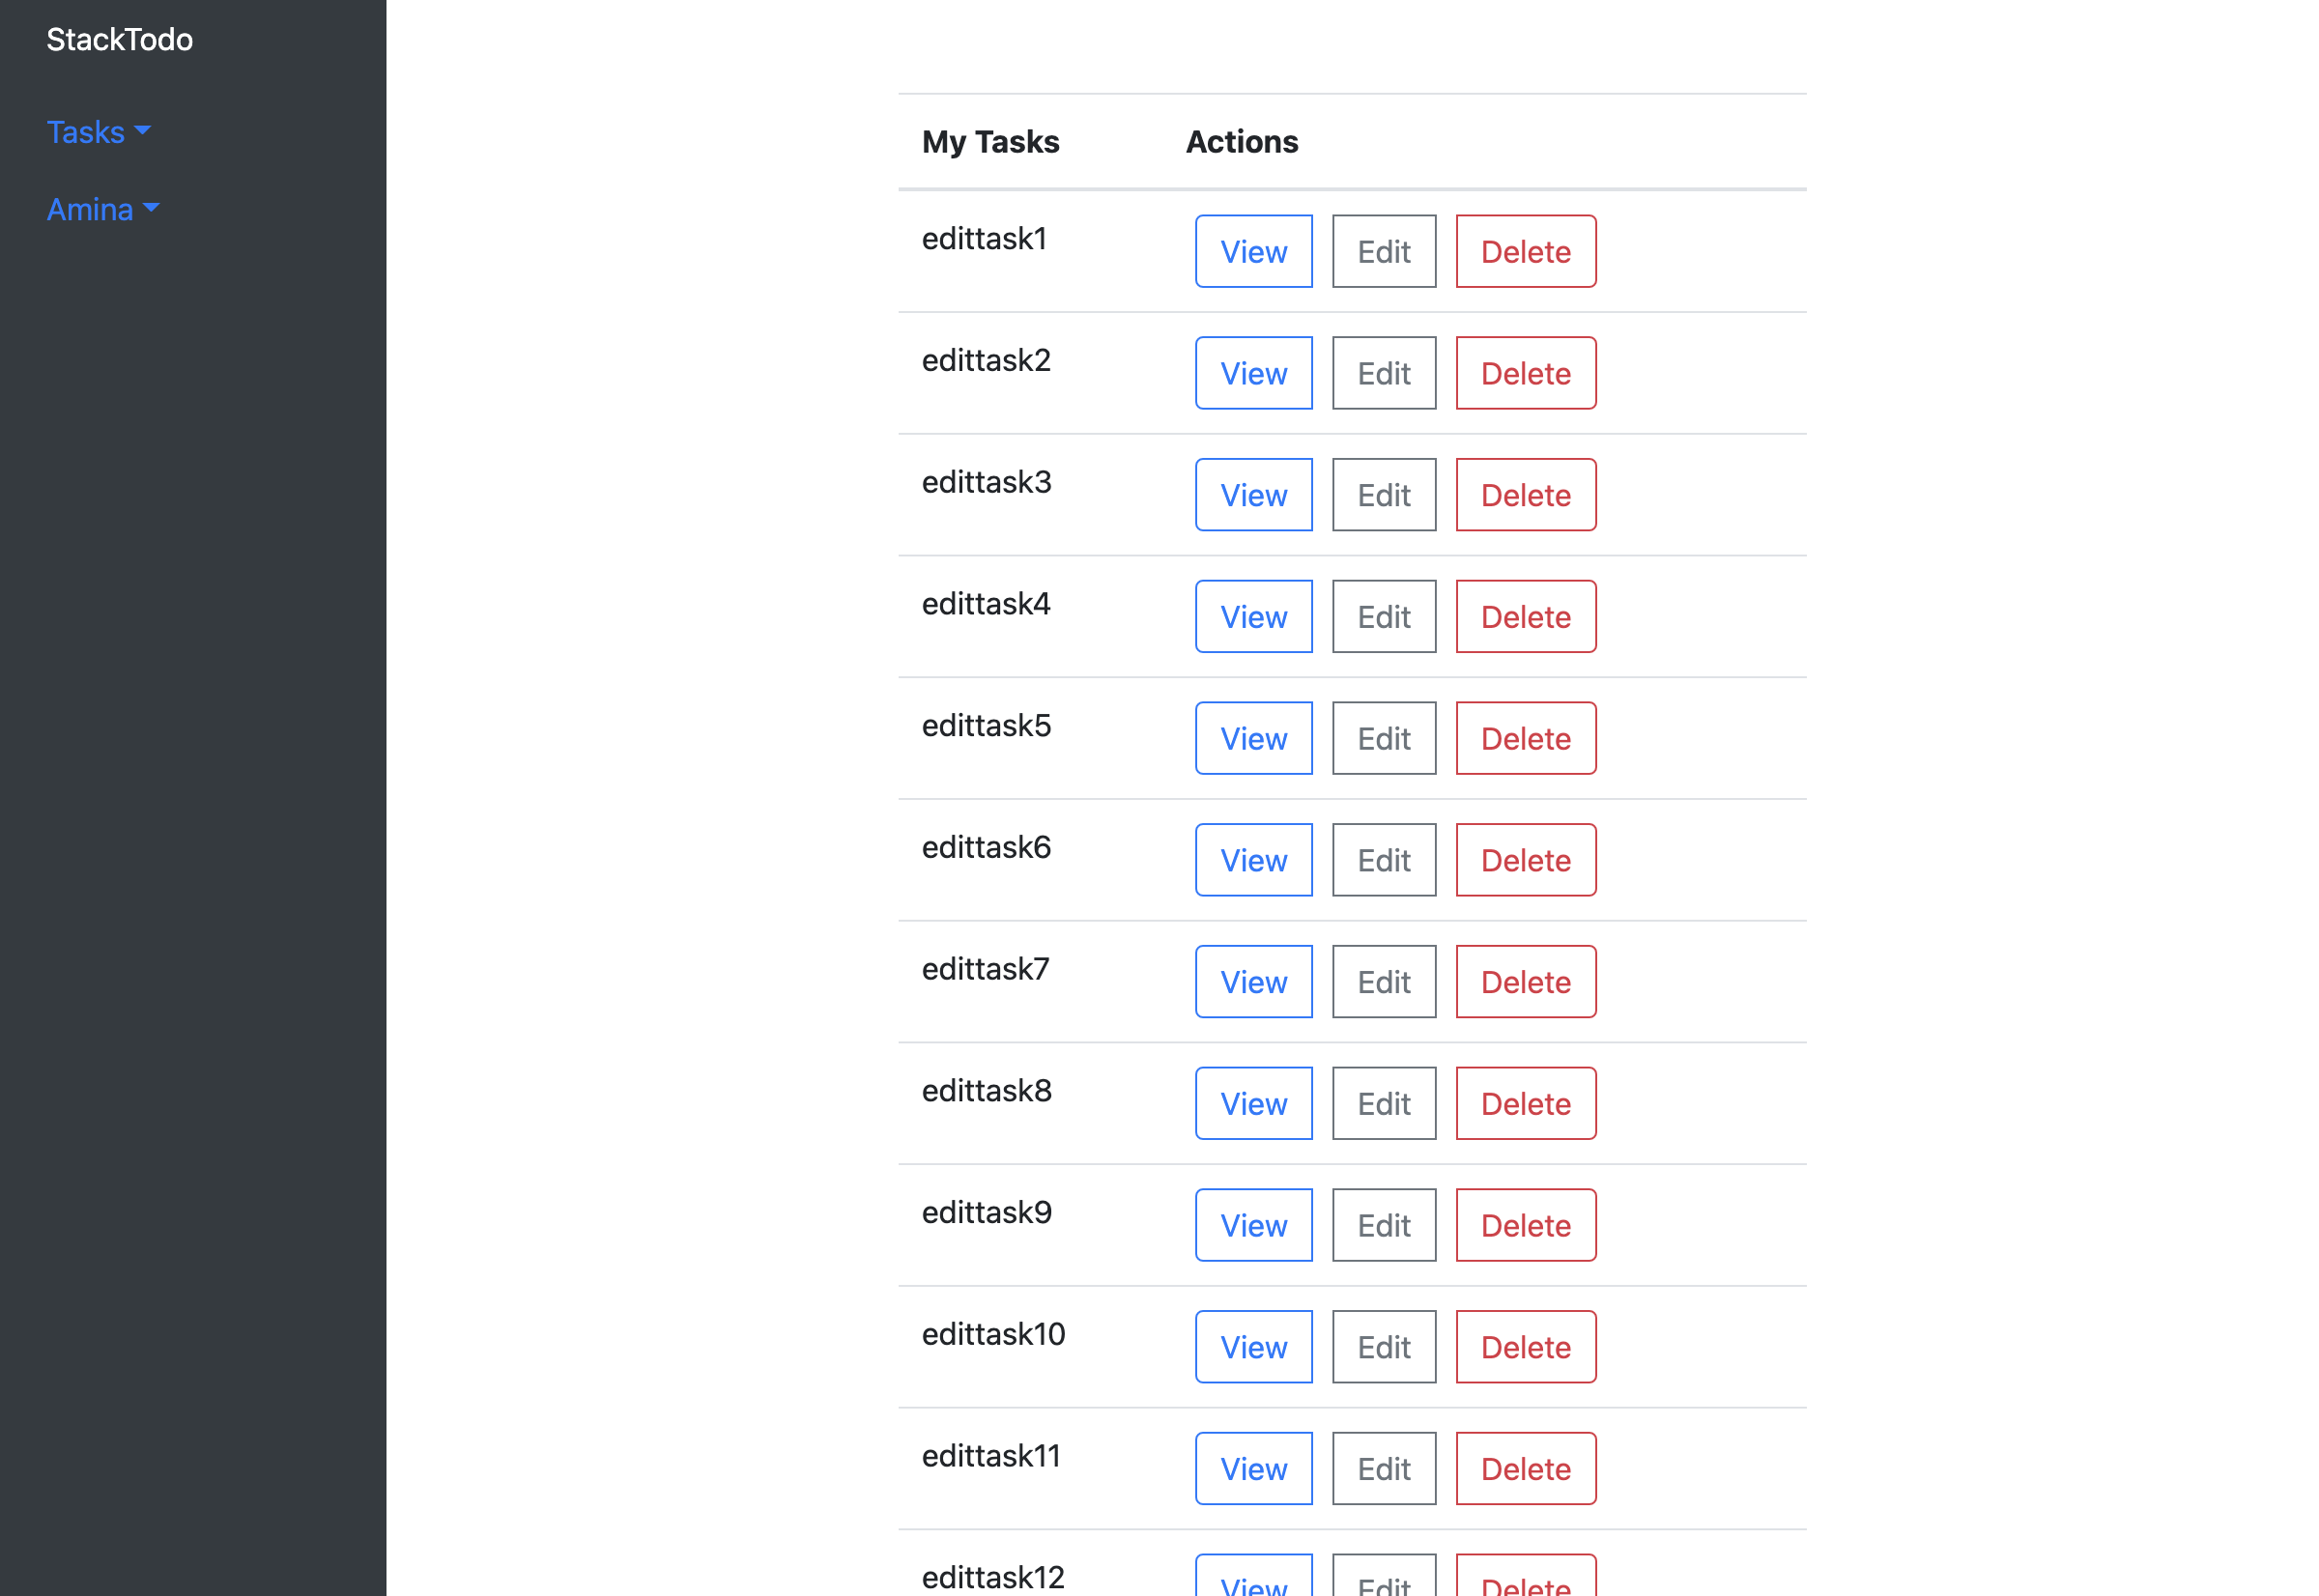 StackTodo
Tasks
Amina
My Tasks Actions
edittask1 View Edit Delete
edittask2 View Edit Delete
edittask3 View Edit Delete
edittask4 View Edit Delete
edittask5 View Edit Delete
edittask6 View Edit Delete
edittask7 View Edit Delete
edittask8 View Edit Delete
edittask9 View Edit Delete
edittask10 View Edit Delete
edittask11 View Edit Delete
edittask12 View Edit Delete